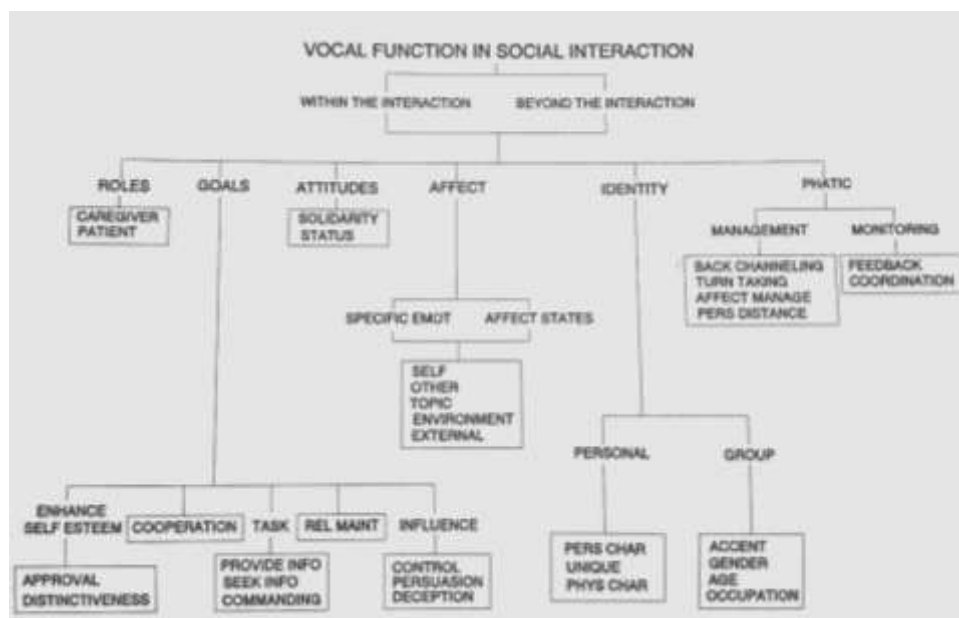 VOCAL FUNCTION IN SOCIAL INTERACTION
WITHIN THE INTERACTION BEYOND THE INTERACTION
ROLES GOALS ATTITUDES AFFECT IDENTITY PHATIC
CAREGIVER
PATIENT
SOLIDARITY
STATUS
MANAGEMENT MONITORING
BACK CHANNELING
TURN TAKING
AFFECT MANAGE
PERS DISTANCE
FEEDBACK
COORDINATION
SPECIFIC EMOT AFFECT STATES
SELF
OTHER
TOPIC
ENVIRONMENT
EXTERNAL
PERSONAL GROUP
PERS CHAR
UNIQUE
PHYS CHAR
ACCENT
GENDER
AGE
OCCUPATION
ENHANCE
SELF ESTEEM COOPERATION TASK REL MAINT INFLUENCE
APPROVAL
DISTINCTIVENESS
PROVIDE INFO
SEEK INFO
COMMANDING
CONTROL
PERSUASION
DECEPTION